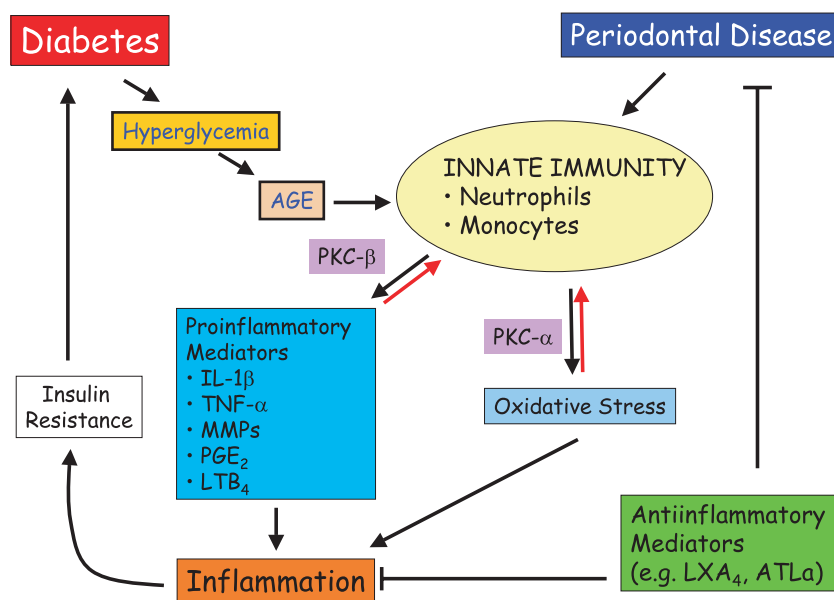 Diabetes
Periodontal Disease
Hyperglycemia
AGE
INNATE IMMUNITY
• Neutrophils
• Monocytes
PKC-β
PKC-α
Proinflammatory
Mediators
• IL-1β
• TNF-α
• MMPs
• PGE₂
• LTB₄
Insulin
Resistance
Oxidative Stress
Antiinflammatory
Mediators
(e.g. LXA₄, ATLa)
Inflammation